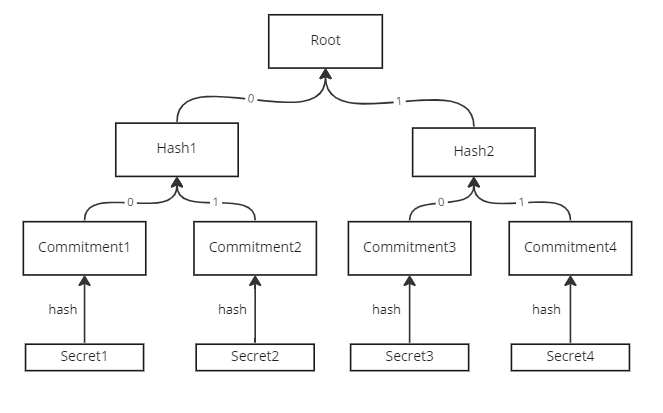 Root
0
1
Hash1
Hash2
0
1
0
1
Commitment1
Commitment2
Commitment3
Commitment4
hash
hash
hash
hash
Secret1
Secret2
Secret3
Secret4